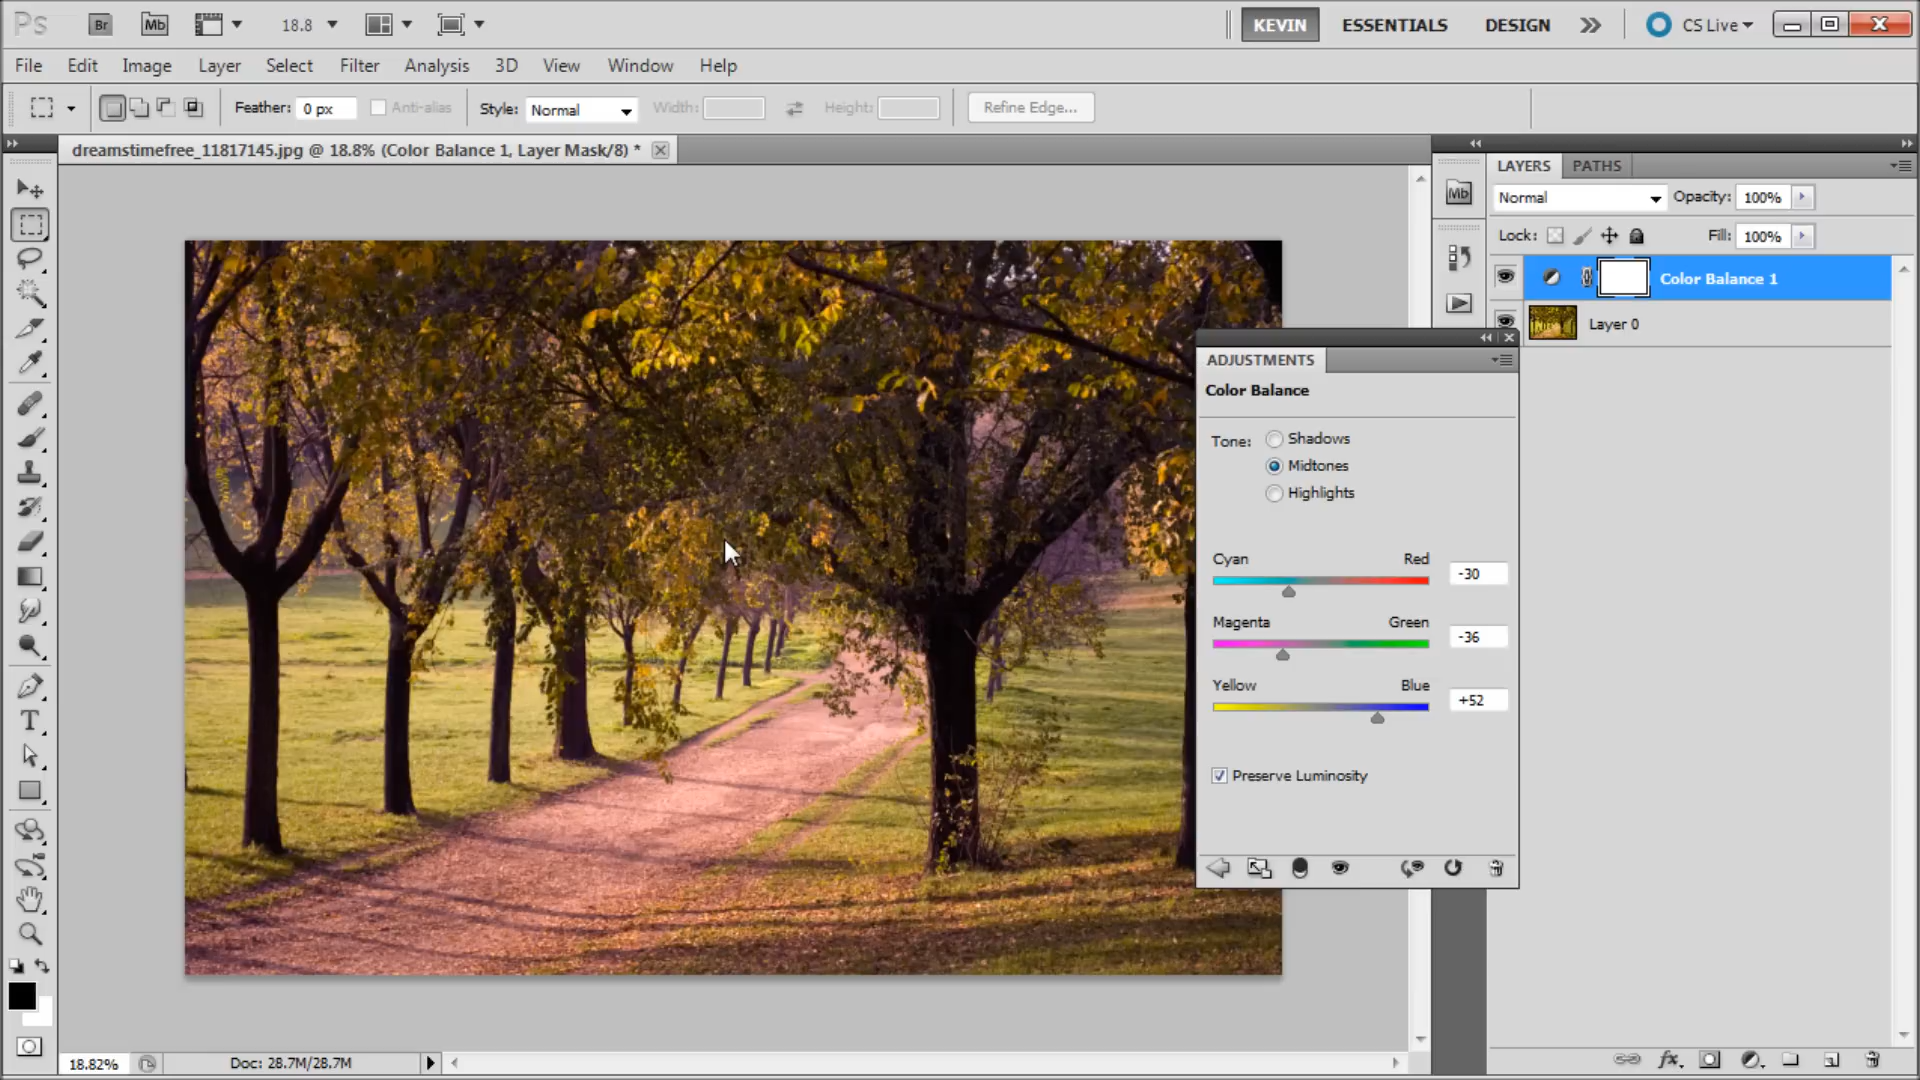 Ps Br Mb 18.8 KEVIN ESSENTIALS DESIGN CS Live
File Edit Image Layer Select Filter Analysis 3D View Window Help
Feather: 0 px Anti-alias Style: Normal Width: Height: Refine Edge...
dreamstimefree_11817145.jpg @ 18.8% (Color Balance 1, Layer Mask/8) *
LAYERS PATHS
Mb
Normal Opacity: 100%
Lock: Fill: 100%
Color Balance 1
Layer 0
ADJUSTMENTS
Color Balance
Tone: Shadows
Midtones
Highlights
Cyan Red -30
Magenta Green -36
Yellow Blue +52
Preserve Luminosity
T
18.82% Doc: 28.7M/28.7M
fx